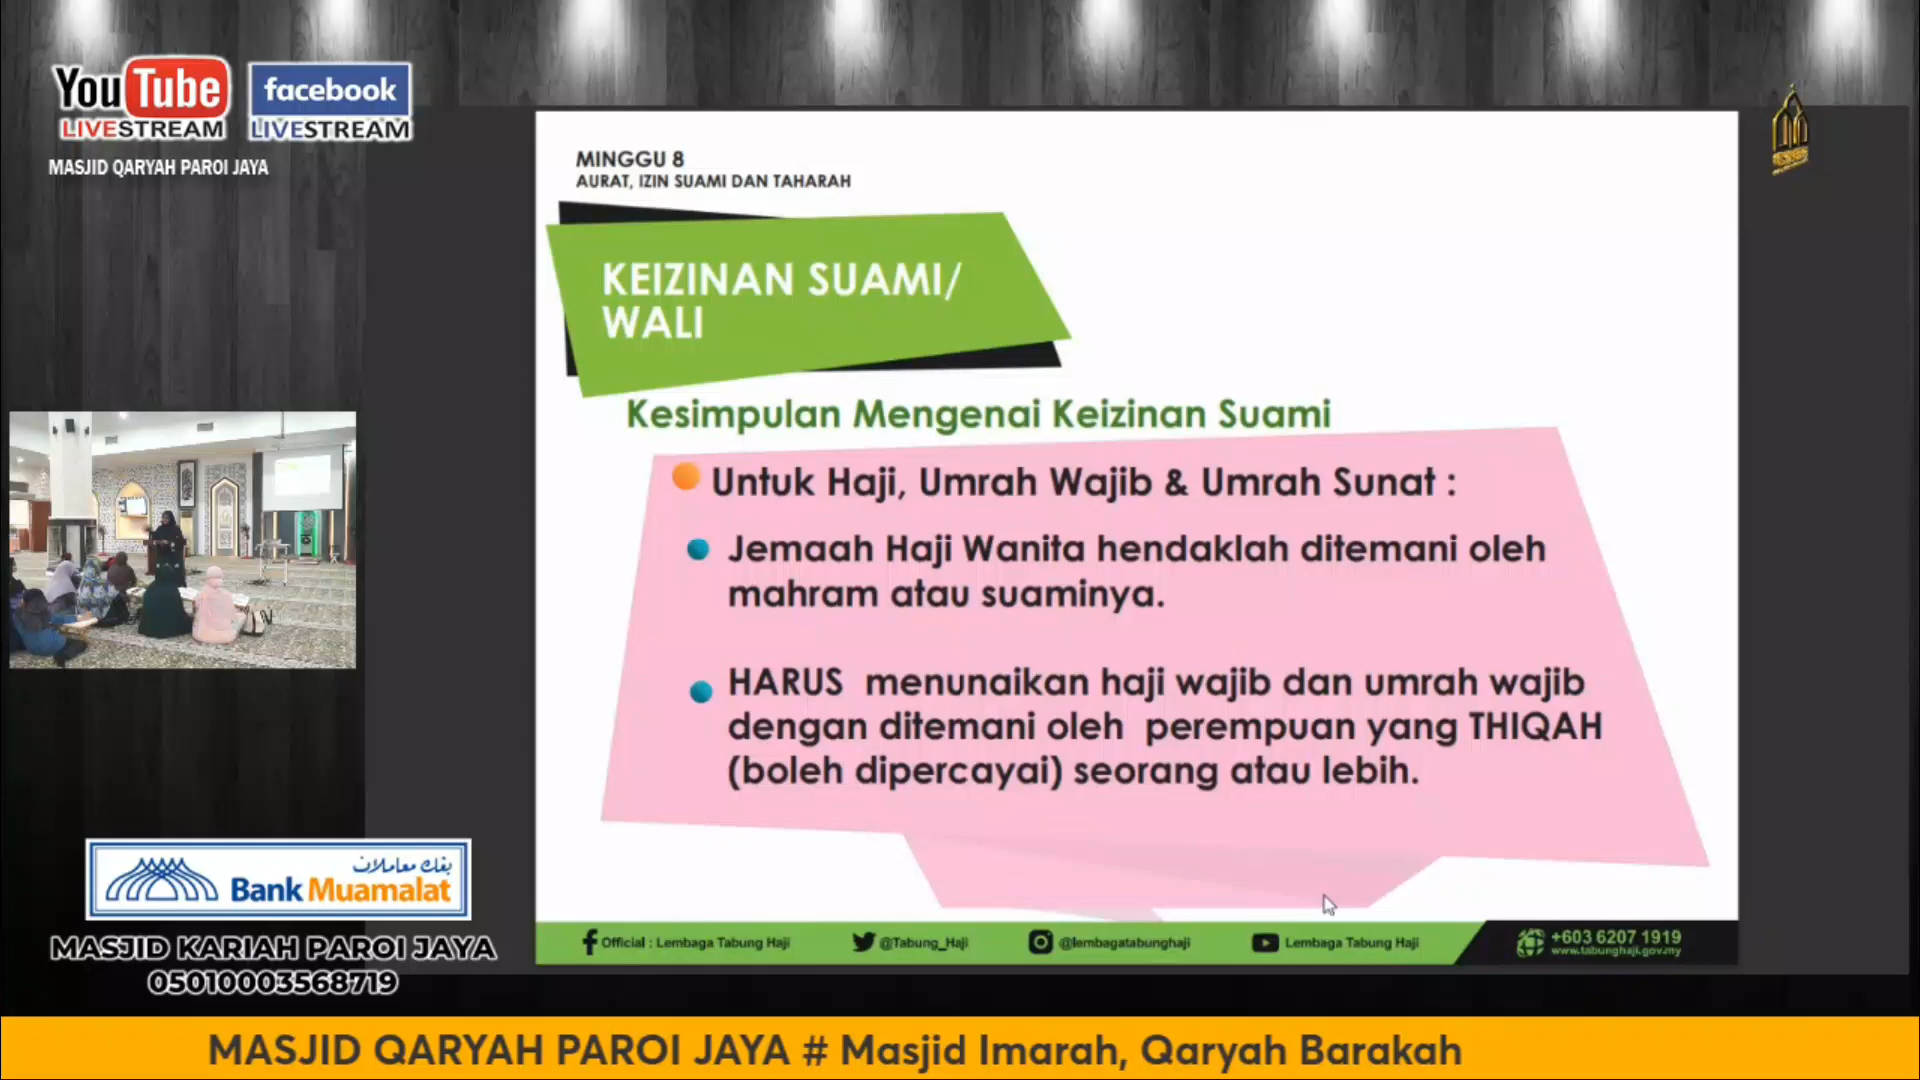 YouTube
LIVESTREAM
facebook
LIVESTREAM
MASJID QARYAH PAROI JAYA
MINGGU 8
AURAT, IZIN SUAMI DAN TAHARAH
KEIZINAN SUAMI/
WALI
Kesimpulan Mengenai Keizinan Suami
Untuk Haji, Umrah Wajib & Umrah Sunat :
Jemaah Haji Wanita hendaklah ditemani oleh
mahram atau suaminya.
HARUS menunaikan haji wajib dan umrah wajib
dengan ditemani oleh perempuan yang THIQAH
(boleh dipercayai) seorang atau lebih.
Official : Lembaga Tabung Haji
@Tabung_Haji
@lembagatabunghaji
Lembaga Tabung Haji
+603 6207 1919
www.tabunghaji.gov.my
بنك معاملات
Bank Muamalat
MASJID KARIAH PAROI JAYA
05010003568719
MASJID QARYAH PAROI JAYA # Masjid Imarah, Qaryah Barakah